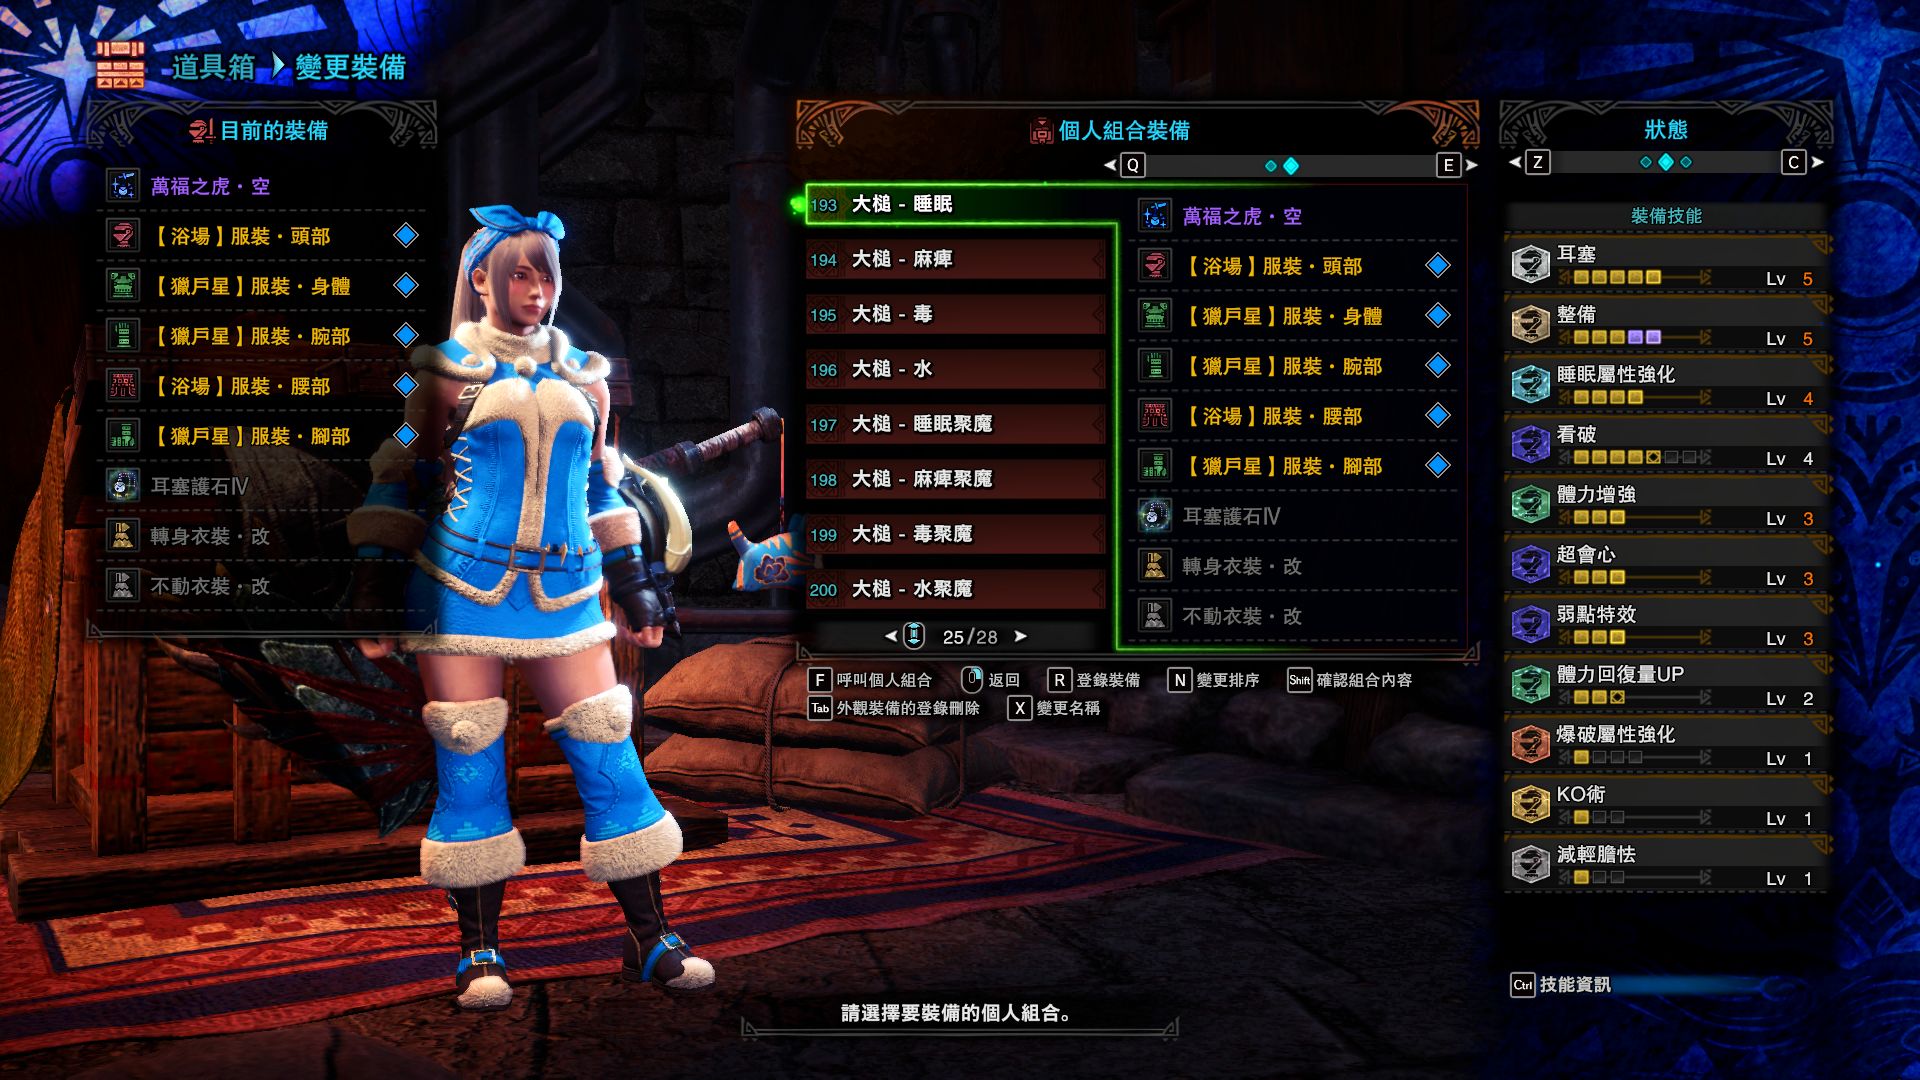 道具箱 變更裝備
目前的裝備
萬福之虎・空
【浴場】服裝・頭部
【獵戶星】服裝・身體
【獵戶星】服裝・腕部
【浴場】服裝・腰部
【獵戶星】服裝・腳部
耳塞護石Ⅳ
轉身衣裝・改
不動衣裝・改
個人組合裝備
Q E
193 大槌 - 睡眠
194 大槌 - 麻痺
195 大槌 - 毒
196 大槌 - 水
197 大槌 - 睡眠聚魔
198 大槌 - 麻痺聚魔
199 大槌 - 毒聚魔
200 大槌 - 水聚魔
25/28
萬福之虎・空
【浴場】服裝・頭部
【獵戶星】服裝・身體
【獵戶星】服裝・腕部
【浴場】服裝・腰部
【獵戶星】服裝・腳部
耳塞護石Ⅳ
轉身衣裝・改
不動衣裝・改
F 呼叫個人組合 返回 R 登錄裝備 N 變更排序 Shift 確認組合內容
Tab 外觀裝備的登錄刪除 X 變更名稱
狀態
Z C
裝備技能
耳塞
Lv 5
整備
Lv 5
睡眠屬性強化
Lv 4
看破
Lv 4
體力增強
Lv 3
超會心
Lv 3
弱點特效
Lv 3
體力回復量UP
Lv 2
爆破屬性強化
Lv 1
KO術
Lv 1
減輕膽怯
Lv 1
Ctrl 技能資訊
請選擇要裝備的個人組合。